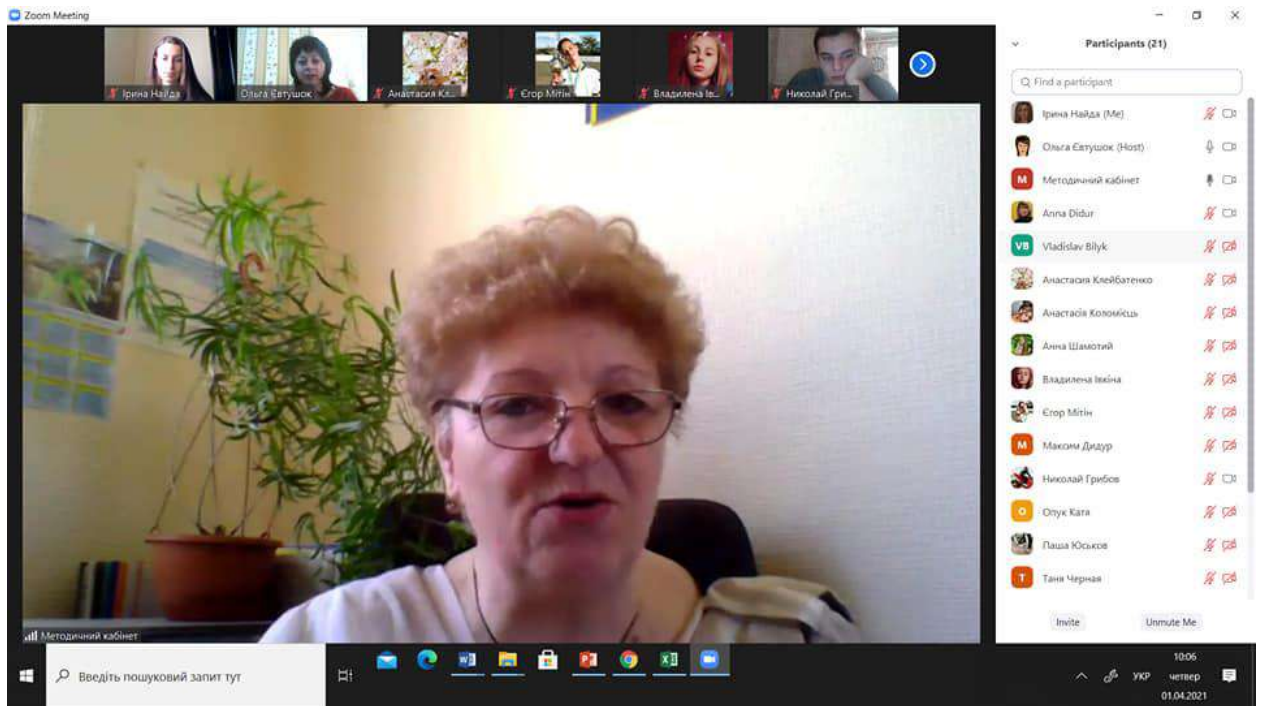 Zoom Meeting
Ірина Найда
Ольга Євтушок
Анастасия Кл...
Єгор Мітін
Владилена Ів...
Николай Гри...
Методичний кабінет
Participants (21)
Find a participant
Ірина Найда (Me)
Ольга Євтушок (Host)
М Методичний кабінет
Anna Didur
VB Vladislav Bilyk
Анастасия Клейбатенко
Анастасія Коломієць
Анна Шамотий
Владилена Івкіна
Єгор Мітін
М Максим Дидур
Николай Грибов
О Опук Катя
Паша Юськов
Т Таня Черная
Invite
Unmute Me
Введіть пошуковий запит тут
УКР
10:06
четвер
01.04.2021